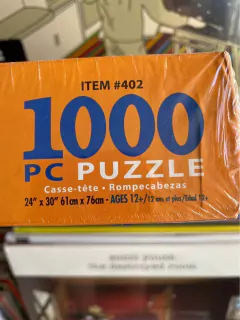 ITEM #402
1000
PC PUZZLE
Casse-tête • Rompecabezas
24" x 30" 61cm x 76cm - AGES 12+/12 ans et plus/Edad 12+